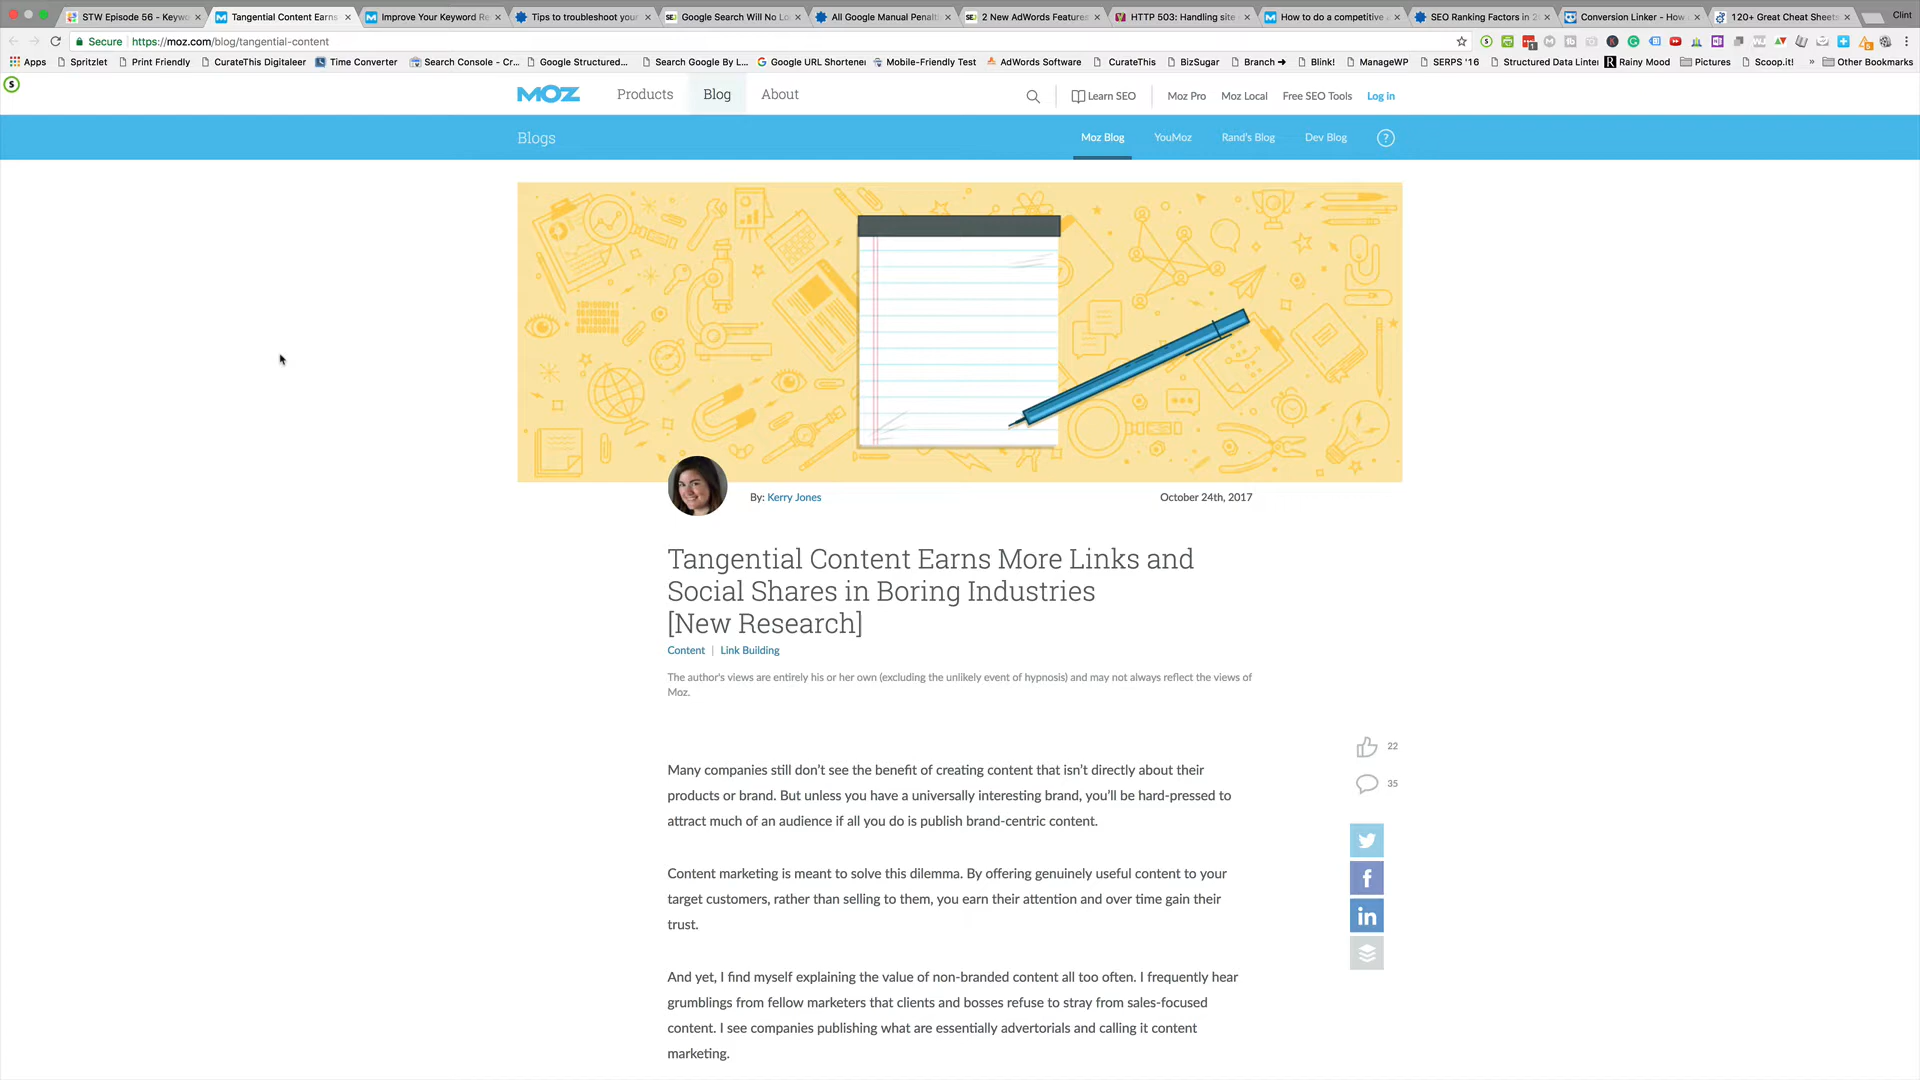 STW Episode 56 - Keywo
Tangential Content Earns
Improve Your Keyword Re
Tips to troubleshoot your
Google Search Will No Lo
All Google Manual Penalt
2 New AdWords Features
HTTP 503: Handling site
How to do a competitive
SEO Ranking Factors in 2
Conversion Linker - How
120+ Great Cheat Sheets
Clint
Secure
https://moz.com/blog/tangential-content
Apps
Spritzlet
Print Friendly
CurateThis Digitaleer
Time Converter
Search Console - Cr...
Google Structured...
Search Google By L...
Google URL Shortener
Mobile-Friendly Test
AdWords Software
CurateThis
BizSugar
Branch
Blink!
ManageWP
SERPS '16
Structured Data Linter
Rainy Mood
Pictures
Scoop.it!
Other Bookmarks
MOZ
Products
Blog
About
Learn SEO
Moz Pro
Moz Local
Free SEO Tools
Log in
Blogs
Moz Blog
YouMoz
Rand's Blog
Dev Blog
?
By: Kerry Jones
October 24th, 2017
Tangential Content Earns More Links and
Social Shares in Boring Industries
[New Research]
Content | Link Building
The author's views are entirely his or her own (excluding the unlikely event of hypnosis) and may not always reflect the views of
Moz.
22
35
Many companies still don't see the benefit of creating content that isn't directly about their
products or brand. But unless you have a universally interesting brand, you'll be hard-pressed to
attract much of an audience if all you do is publish brand-centric content.
Content marketing is meant to solve this dilemma. By offering genuinely useful content to your
target customers, rather than selling to them, you earn their attention and over time gain their
trust.
And yet, I find myself explaining the value of non-branded content all too often. I frequently hear
grumblings from fellow marketers that clients and bosses refuse to stray from sales-focused
content. I see companies publishing what are essentially advertorials and calling it content
marketing.